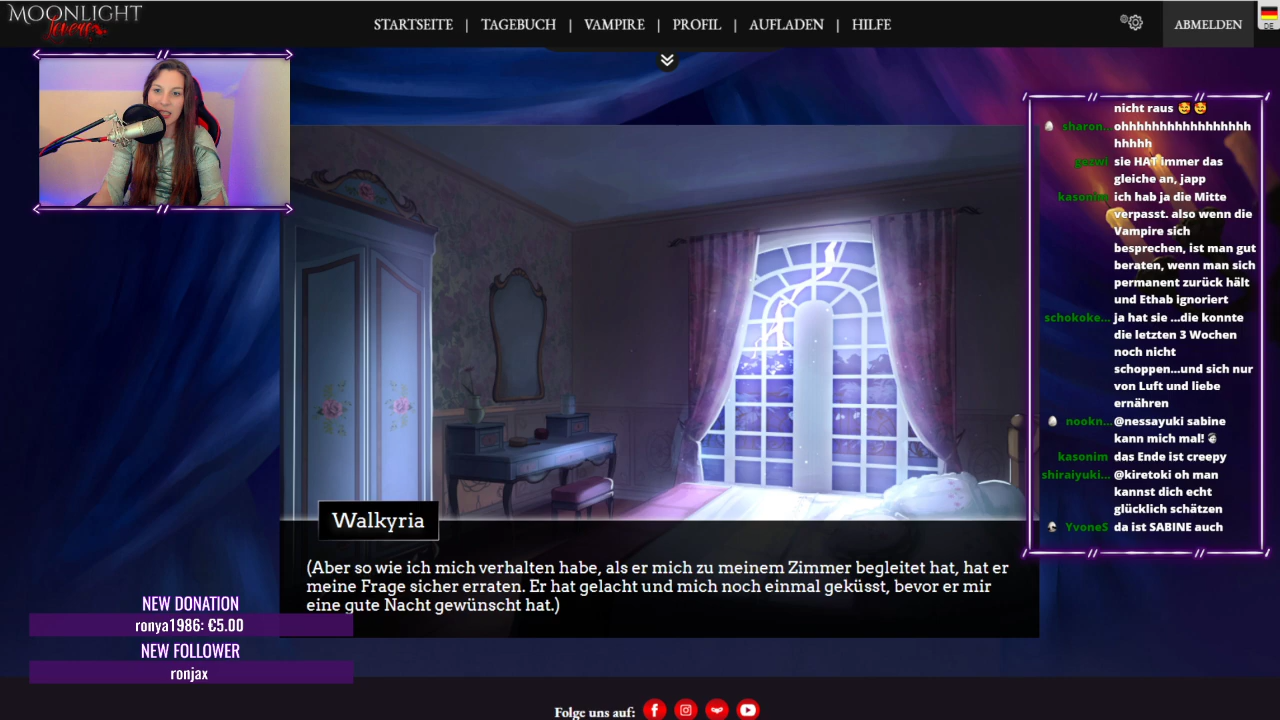 MOONLIGHT
Lovers
STARTSEITE | TAGEBUCH | VAMPIRE | PROFIL | AUFLADEN | HILFE
ABMELDEN
DE
nicht raus 🥰 🥰
sharon... ohhhhhhhhhhhhhhhhh
hhhhh
gezwi sie HAT immer das
gleiche an, japp
kasonim ich hab ja die Mitte
verpasst. also wenn die
Vampire sich
besprechen, ist man gut
beraten, wenn man sich
permanent zurück hält
und Ethab ignoriert
schokoke... ja hat sie ...die konnte
die letzten 3 Wochen
noch nicht
shoppen...und sich nur
von Luft und liebe
ernähren
nookn... @nessayuki sabine
kann mich mal!
kasonim das Ende ist creepy
shiraiyuki... @kiretoki oh man
kannst dich echt
glücklich schätzen
YvoneS da ist SABINE auch
Walkyria
(Aber so wie ich mich verhalten habe, als er mich zu meinem Zimmer begleitet hat, hat er
meine Frage sicher erraten. Er hat gelacht und mich noch einmal geküsst, bevor er mir
eine gute Nacht gewünscht hat.)
NEW DONATION
ronya1986: €5.00
NEW FOLLOWER
ronjax
Folge uns auf: